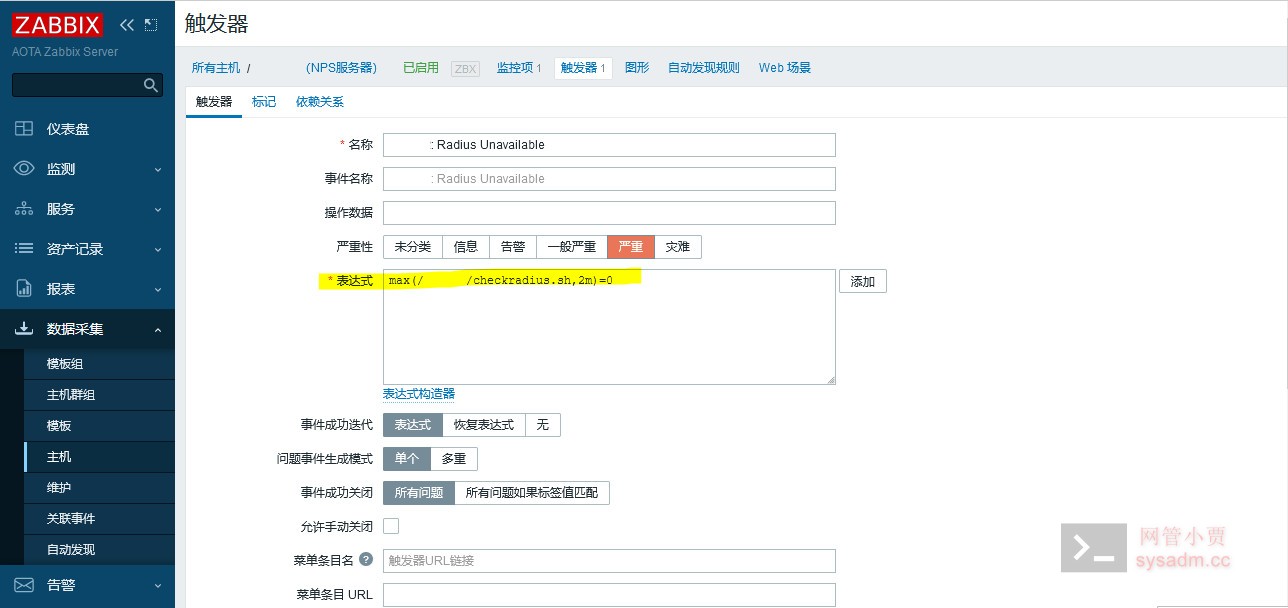 ZABBIX
AOTA Zabbix Server
仪表盘
监测
服务
资产记录
报表
数据采集
模板组
主机群组
模板
主机
维护
关联事件
自动发现
告警
触发器
所有主机 / (NPS服务器) 已启用 ZBX 监控项 1 触发器 1 图形 自动发现规则 Web 场景
触发器 标记 依赖关系
* 名称 : Radius Unavailable
事件名称 : Radius Unavailable
操作数据
严重性 未分类 信息 告警 一般严重 严重 灾难
* 表达式 max(/ /checkradius.sh,2m)=0 添加
表达式构造器
事件成功迭代 表达式 恢复表达式 无
问题事件生成模式 单个 多重
事件成功关闭 所有问题 所有问题如果标签值匹配
允许手动关闭
菜单条目名 ? 触发器URL链接
菜单条目 URL
网管小贾
sysadm.cc